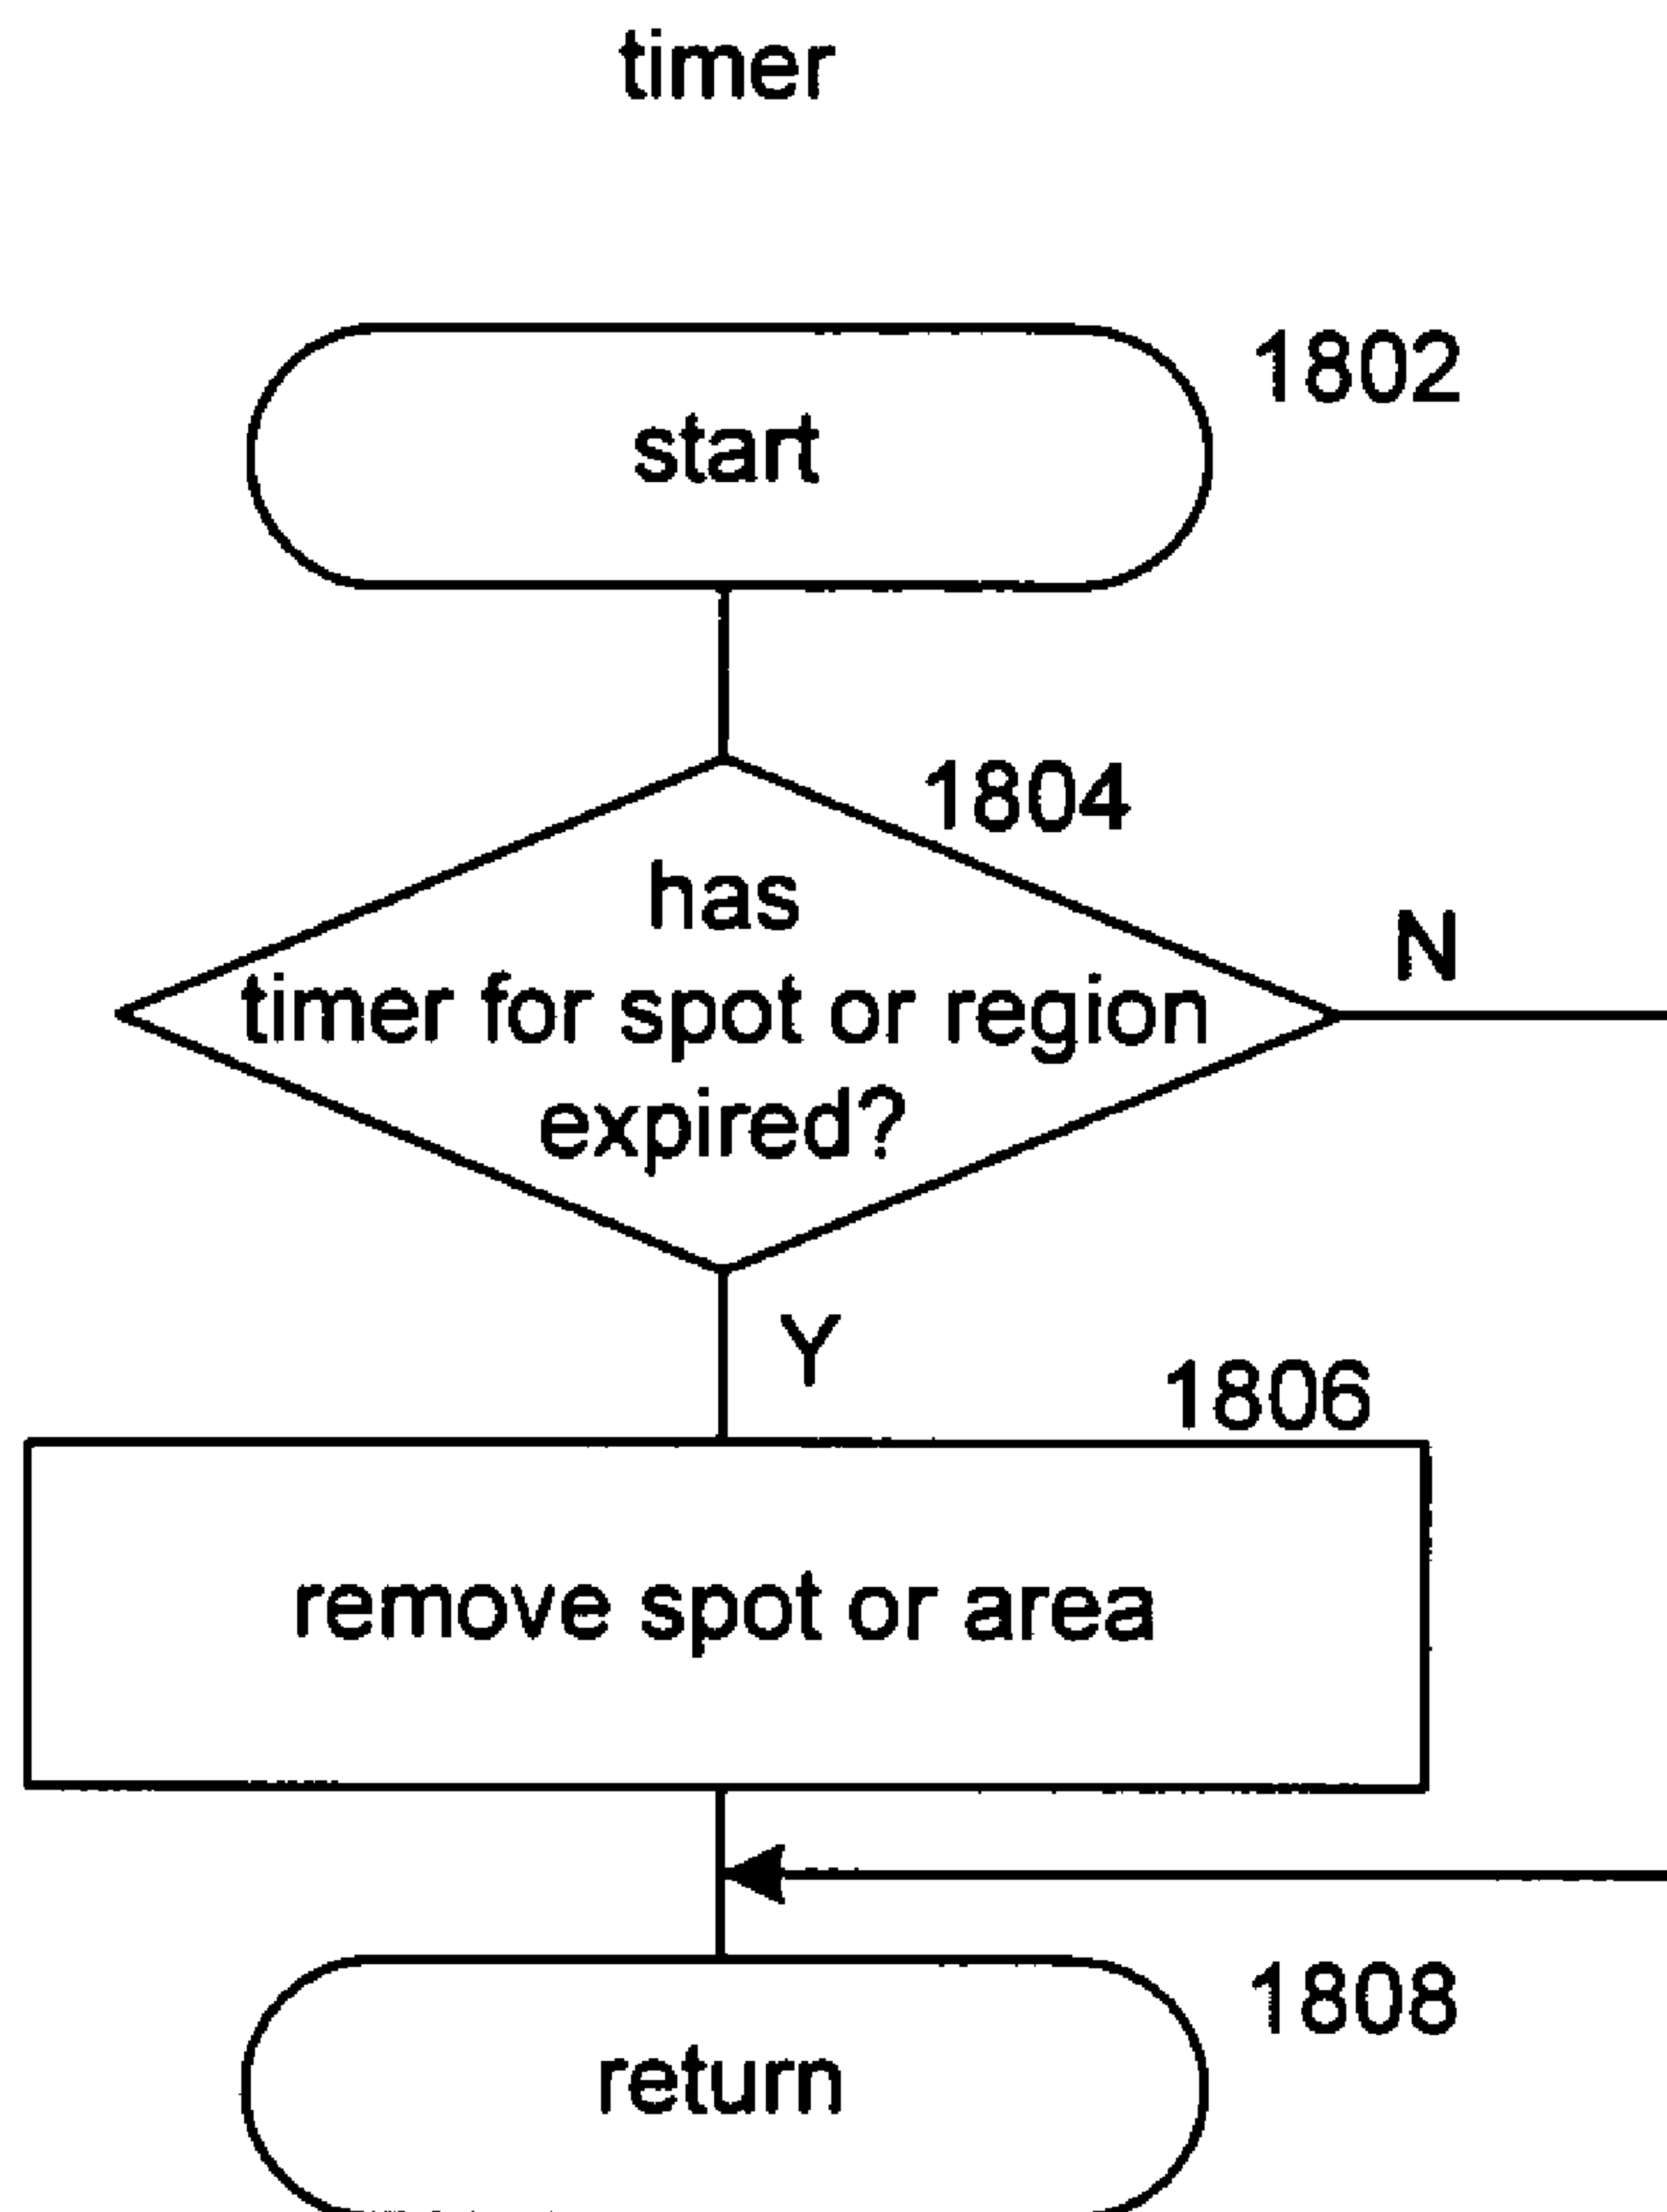 timer
1802
start
1804
has
timer for spot or region
expired?
N
Y
1806
remove spot or area
1808
return